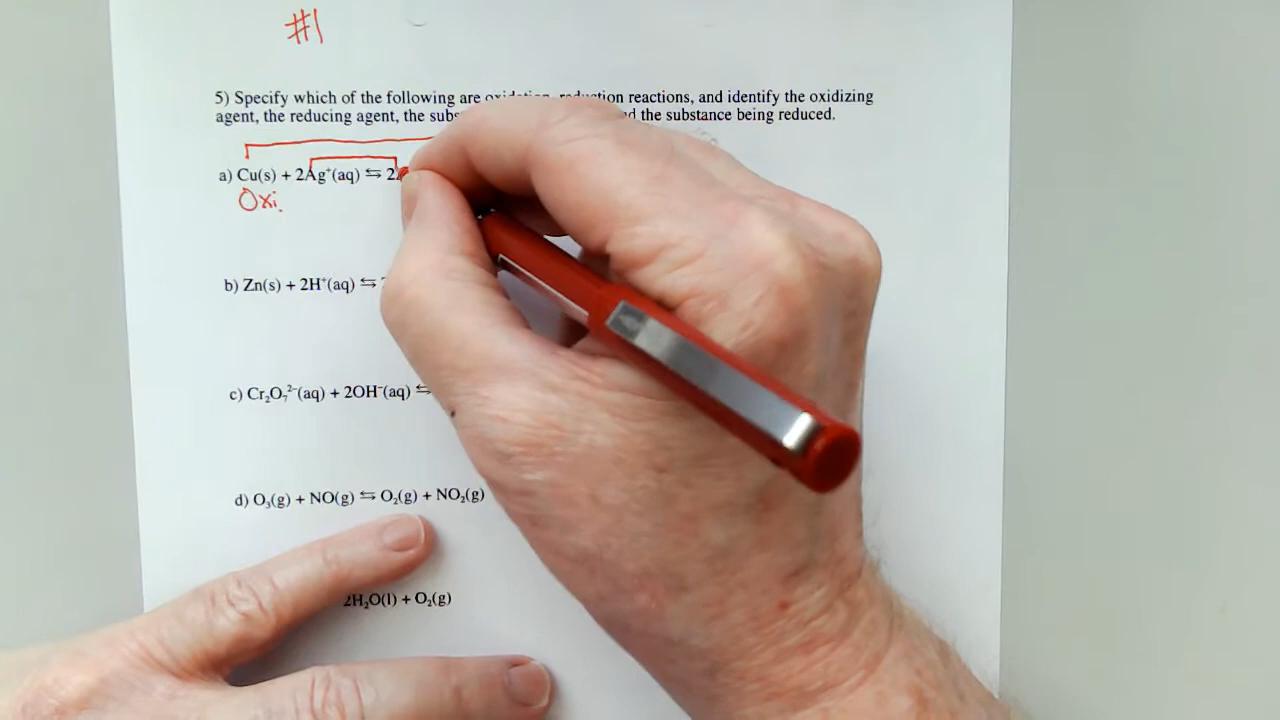 #1
5) Specify which of the following are oxidation reduction reactions, and identify the oxidizing
agent, the reducing agent, the the substance being reduced.
a) Cu(s) + 2Ag⁺(aq) ⇆ 2
Oxi.
b) Zn(s) + 2H⁺(aq) ⇆
c) Cr₂O₇²⁻(aq) + 2OH⁻(aq) ⇆
d) O₃(g) + NO(g) ⇆ O₂(g) + NO₂(g)
2H₂O(l) + O₂(g)